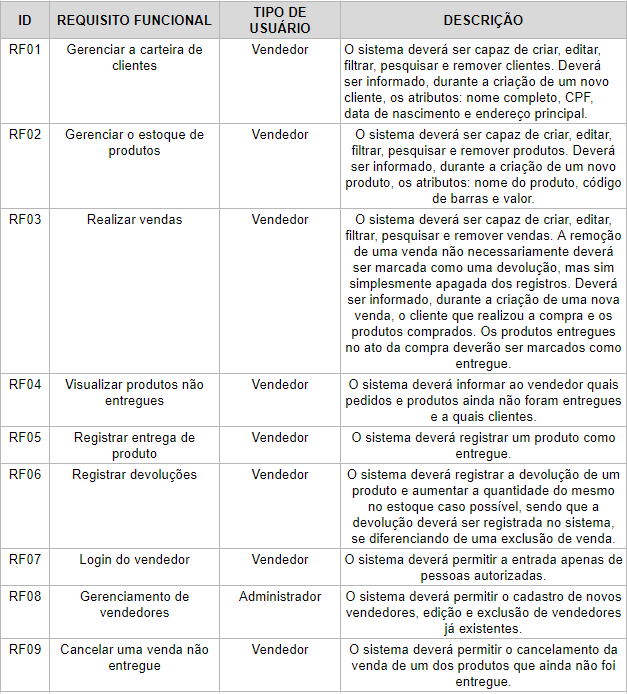 ID REQUISITO FUNCIONAL TIPO DE USUÁRIO DESCRIÇÃO
RF01 Gerenciar a carteira de clientes Vendedor O sistema deverá ser capaz de criar, editar,
filtrar, pesquisar e remover clientes. Deverá
ser informado, durante a criação de um novo
cliente, os atributos: nome completo, CPF,
data de nascimento e endereço principal.
RF02 Gerenciar o estoque de produtos Vendedor O sistema deverá ser capaz de criar, editar,
filtrar, pesquisar e remover produtos. Deverá
ser informado, durante a criação de um novo
produto, os atributos: nome do produto, código
de barras e valor.
RF03 Realizar vendas Vendedor O sistema deverá ser capaz de criar, editar,
filtrar, pesquisar e remover vendas. A remoção
de uma venda não necessariamente deverá
ser marcada como uma devolução, mas sim
simplesmente apagada dos registros. Deverá
ser informado, durante a criação de uma nova
venda, o cliente que realizou a compra e os
produtos comprados. Os produtos entregues
no ato da compra deverão ser marcados como
entregue.
RF04 Visualizar produtos não entregues Vendedor O sistema deverá informar ao vendedor quais
pedidos e produtos ainda não foram entregues
e a quais clientes.
RF05 Registrar entrega de produto Vendedor O sistema deverá registrar um produto como
entregue.
RF06 Registrar devoluções Vendedor O sistema deverá registrar a devolução de um
produto e aumentar a quantidade do mesmo
no estoque caso possível, sendo que a
devolução deverá ser registrada no sistema,
se diferenciando de uma exclusão de venda.
RF07 Login do vendedor Vendedor O sistema deverá permitir a entrada apenas de
pessoas autorizadas.
RF08 Gerenciamento de vendedores Administrador O sistema deverá permitir o cadastro de novos
vendedores, edição e exclusão de vendedores
já existentes.
RF09 Cancelar uma venda não entregue Vendedor O sistema deverá permitir o cancelamento da
venda de um dos produtos que ainda não foi
entregue.